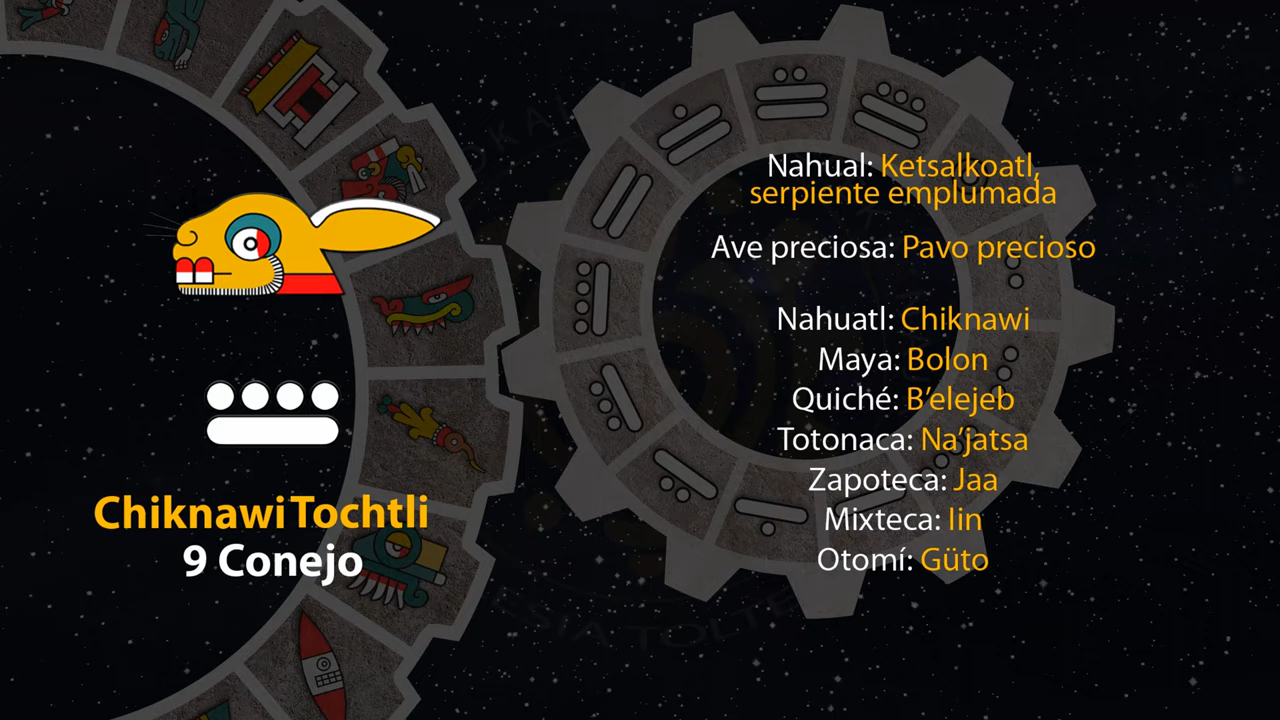 Chiknawi Tochtli
9 Conejo
Nahual: Ketsalkoatl,
serpiente emplumada
Ave preciosa: Pavo precioso
Nahuatl: Chiknawi
Maya: Bolon
Quiché: B’elejeb
Totonaca: Na’jatsa
Zapoteca: Jaa
Mixteca: Iin
Otomí: Güto